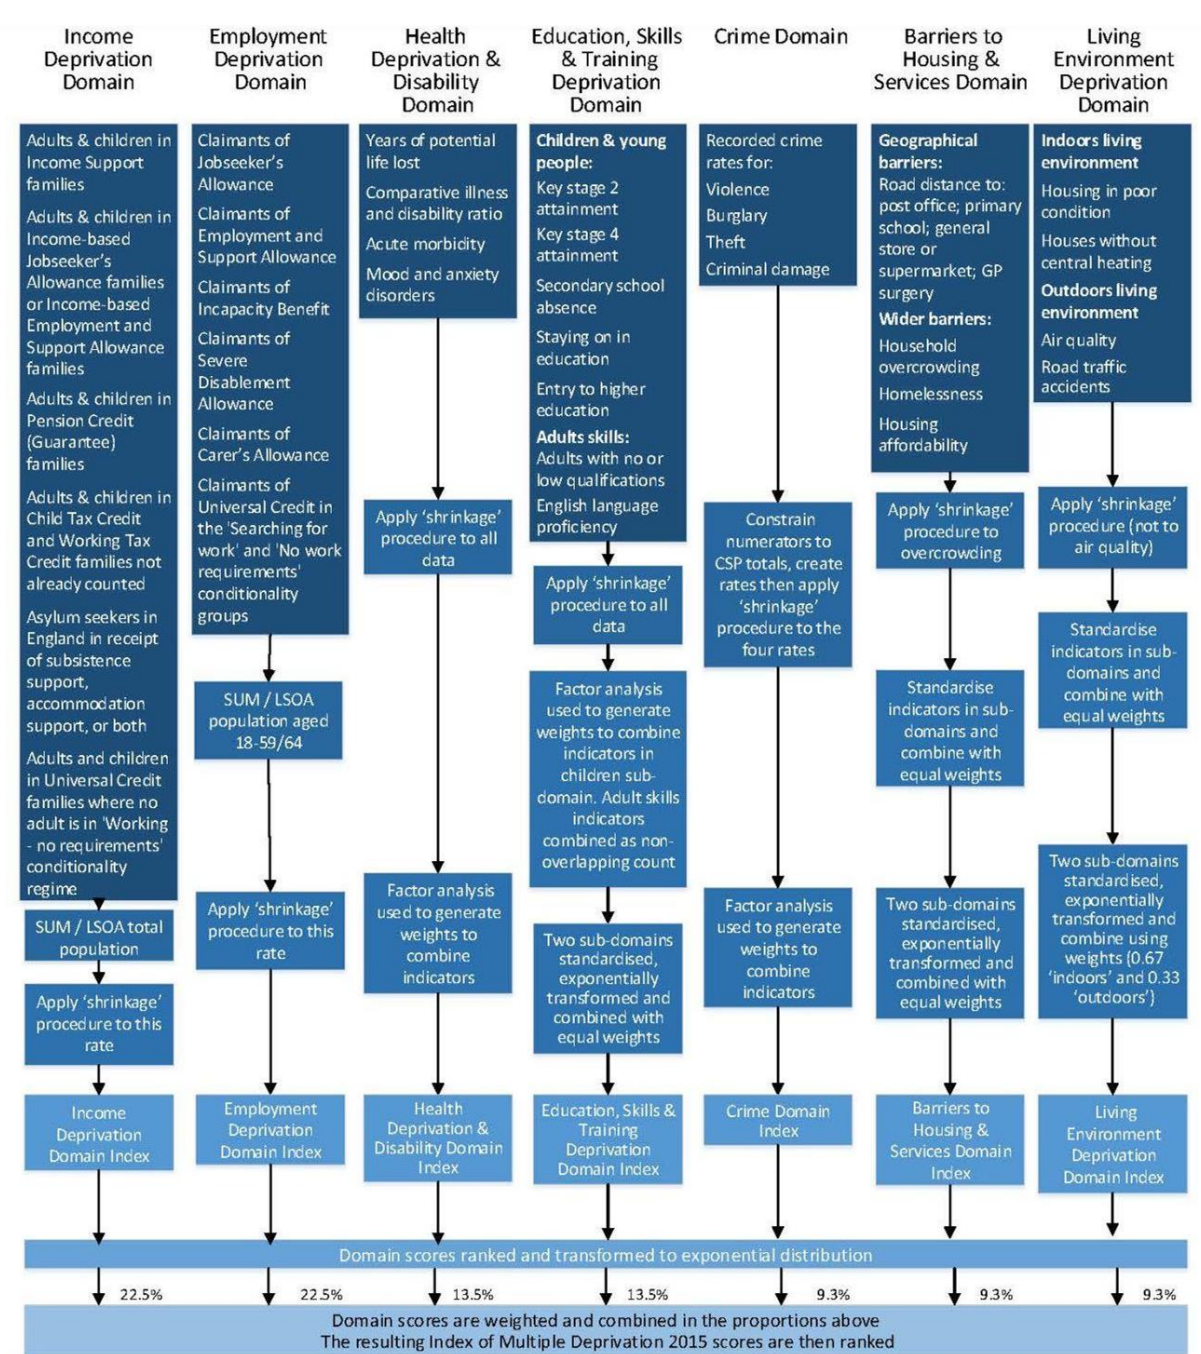 Income
Deprivation
Domain
Adults & children in
Income Support
families
Adults & children in
Income-based
Jobseeker's
Allowance families
or Income-based
Employment and
Support Allowance
families
Adults & children in
Pension Credit
(Guarantee)
families
Adults & children in
Child Tax Credit
and Working Tax
Credit families not
already counted
Asylum seekers in
England in receipt
of subsistence
support,
accommodation
support, or both
Adults and children
in Universal Credit
families where no
adult is in 'Working
- no requirements'
conditionality
regime
SUM / LSOA total
population
Apply 'shrinkage'
procedure to this
rate
Income
Deprivation
Domain Index
Employment
Deprivation
Domain
Claimants of
Jobseeker's
Allowance
Claimants of
Employment and
Support Allowance
Claimants of
Incapacity Benefit
Claimants of
Severe
Disablement
Allowance
Claimants of
Carer's Allowance
Claimants of
Universal Credit in
the 'Searching for
work' and 'No work
requirements'
conditionality
groups
SUM / LSOA
population aged
18-59/64
Apply 'shrinkage'
procedure to this
rate
Employment
Deprivation
Domain Index
Health
Deprivation &
Disability
Domain
Years of potential
life lost
Comparative illness
and disability ratio
Acute morbidity
Mood and anxiety
disorders
Apply 'shrinkage'
procedure to all
data
Factor analysis
used to generate
weights to
combine
indicators
Health
Deprivation &
Disability Domain
Index
Education, Skills
& Training
Deprivation
Domain
Children & young
people:
Key stage 2
attainment
Key stage 4
attainment
Secondary school
absence
Staying on in
education
Entry to higher
education
Adults skills:
Adults with no or
low qualifications
English language
proficiency
Apply 'shrinkage'
procedure to all
data
Factor analysis
used to generate
weights to combine
indicators in
children sub-
domain. Adult skills
indicators
combined as non-
overlapping count
Two sub-domains
standardised,
exponentially
transformed and
combined with
equal weights
Education, Skills &
Training
Deprivation
Domain Index
Crime Domain
Recorded crime
rates for:
Violence
Burglary
Theft
Criminal damage
Constrain
numerators to
CSP totals, create
rates then apply
'shrinkage'
procedure to the
four rates
Factor analysis
used to generate
weights to
combine
indicators
Crime Domain
Index
Barriers to
Housing &
Services Domain
Geographical
barriers:
Road distance to:
post office; primary
school; general
store or
supermarket; GP
surgery
Wider barriers:
Household
overcrowding
Homelessness
Housing
affordability
Apply 'shrinkage'
procedure to
overcrowding
Standardise
indicators in sub-
domains and
combine with
equal weights
Two sub-domains
standardised,
exponentially
transformed and
combined with
equal weights
Barriers to
Housing &
Services Domain
Index
Living
Environment
Deprivation
Domain
Indoors living
environment
Housing in poor
condition
Houses without
central heating
Outdoors living
environment
Air quality
Road traffic
accidents
Apply 'shrinkage'
procedure (not to
air quality)
Standardise
indicators in sub-
domains and
combine with
equal weights
Two sub-domains
standardised,
exponentially
transformed and
combine using
weights (0.67
'indoors' and 0.33
'outdoors')
Living
Environment
Deprivation
Domain Index
Domain scores ranked and transformed to exponential distribution
22.5% 22.5% 13.5% 13.5% 9.3% 9.3% 9.3%
Domain scores are weighted and combined in the proportions above
The resulting Index of Multiple Deprivation 2015 scores are then ranked